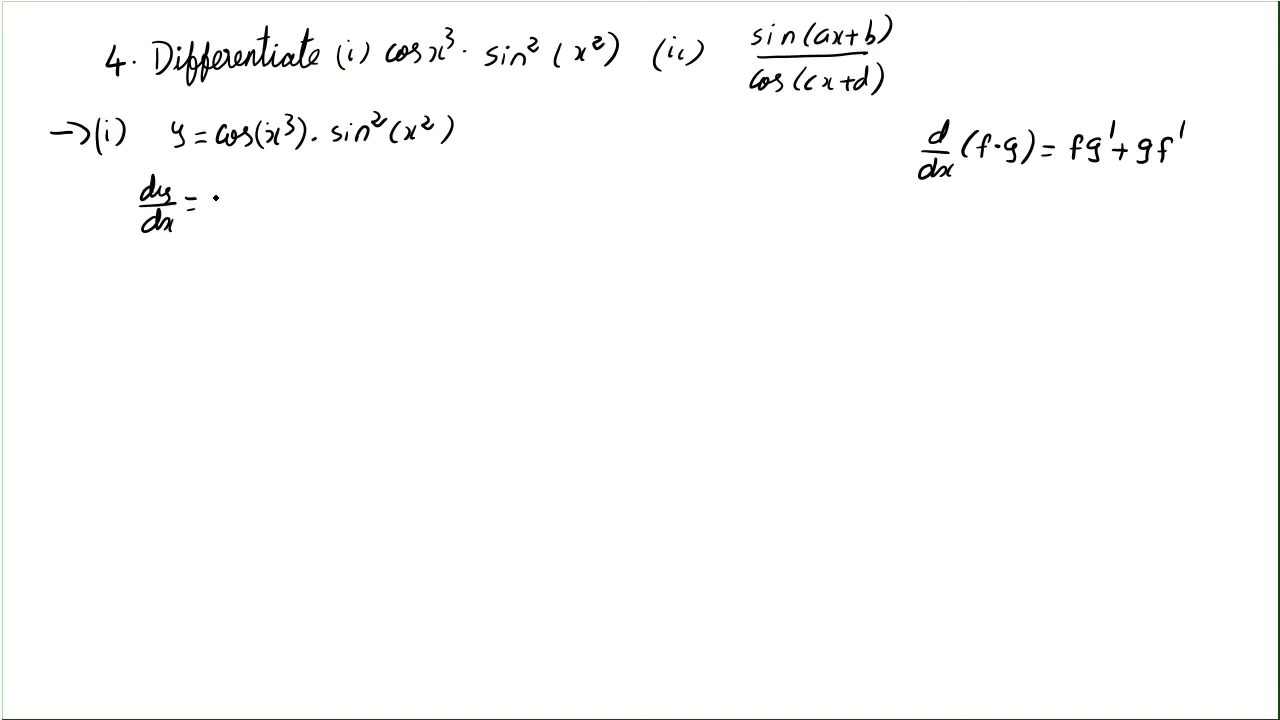 4. Differentiate (i) cos x³ · sin² (x²) (ii) sin(ax+b) / cos(cx+d)
→(i) y = cos(x³) · sin²(x²)
d/dx (f·g) = fg' + gf'
dy/dx = ·